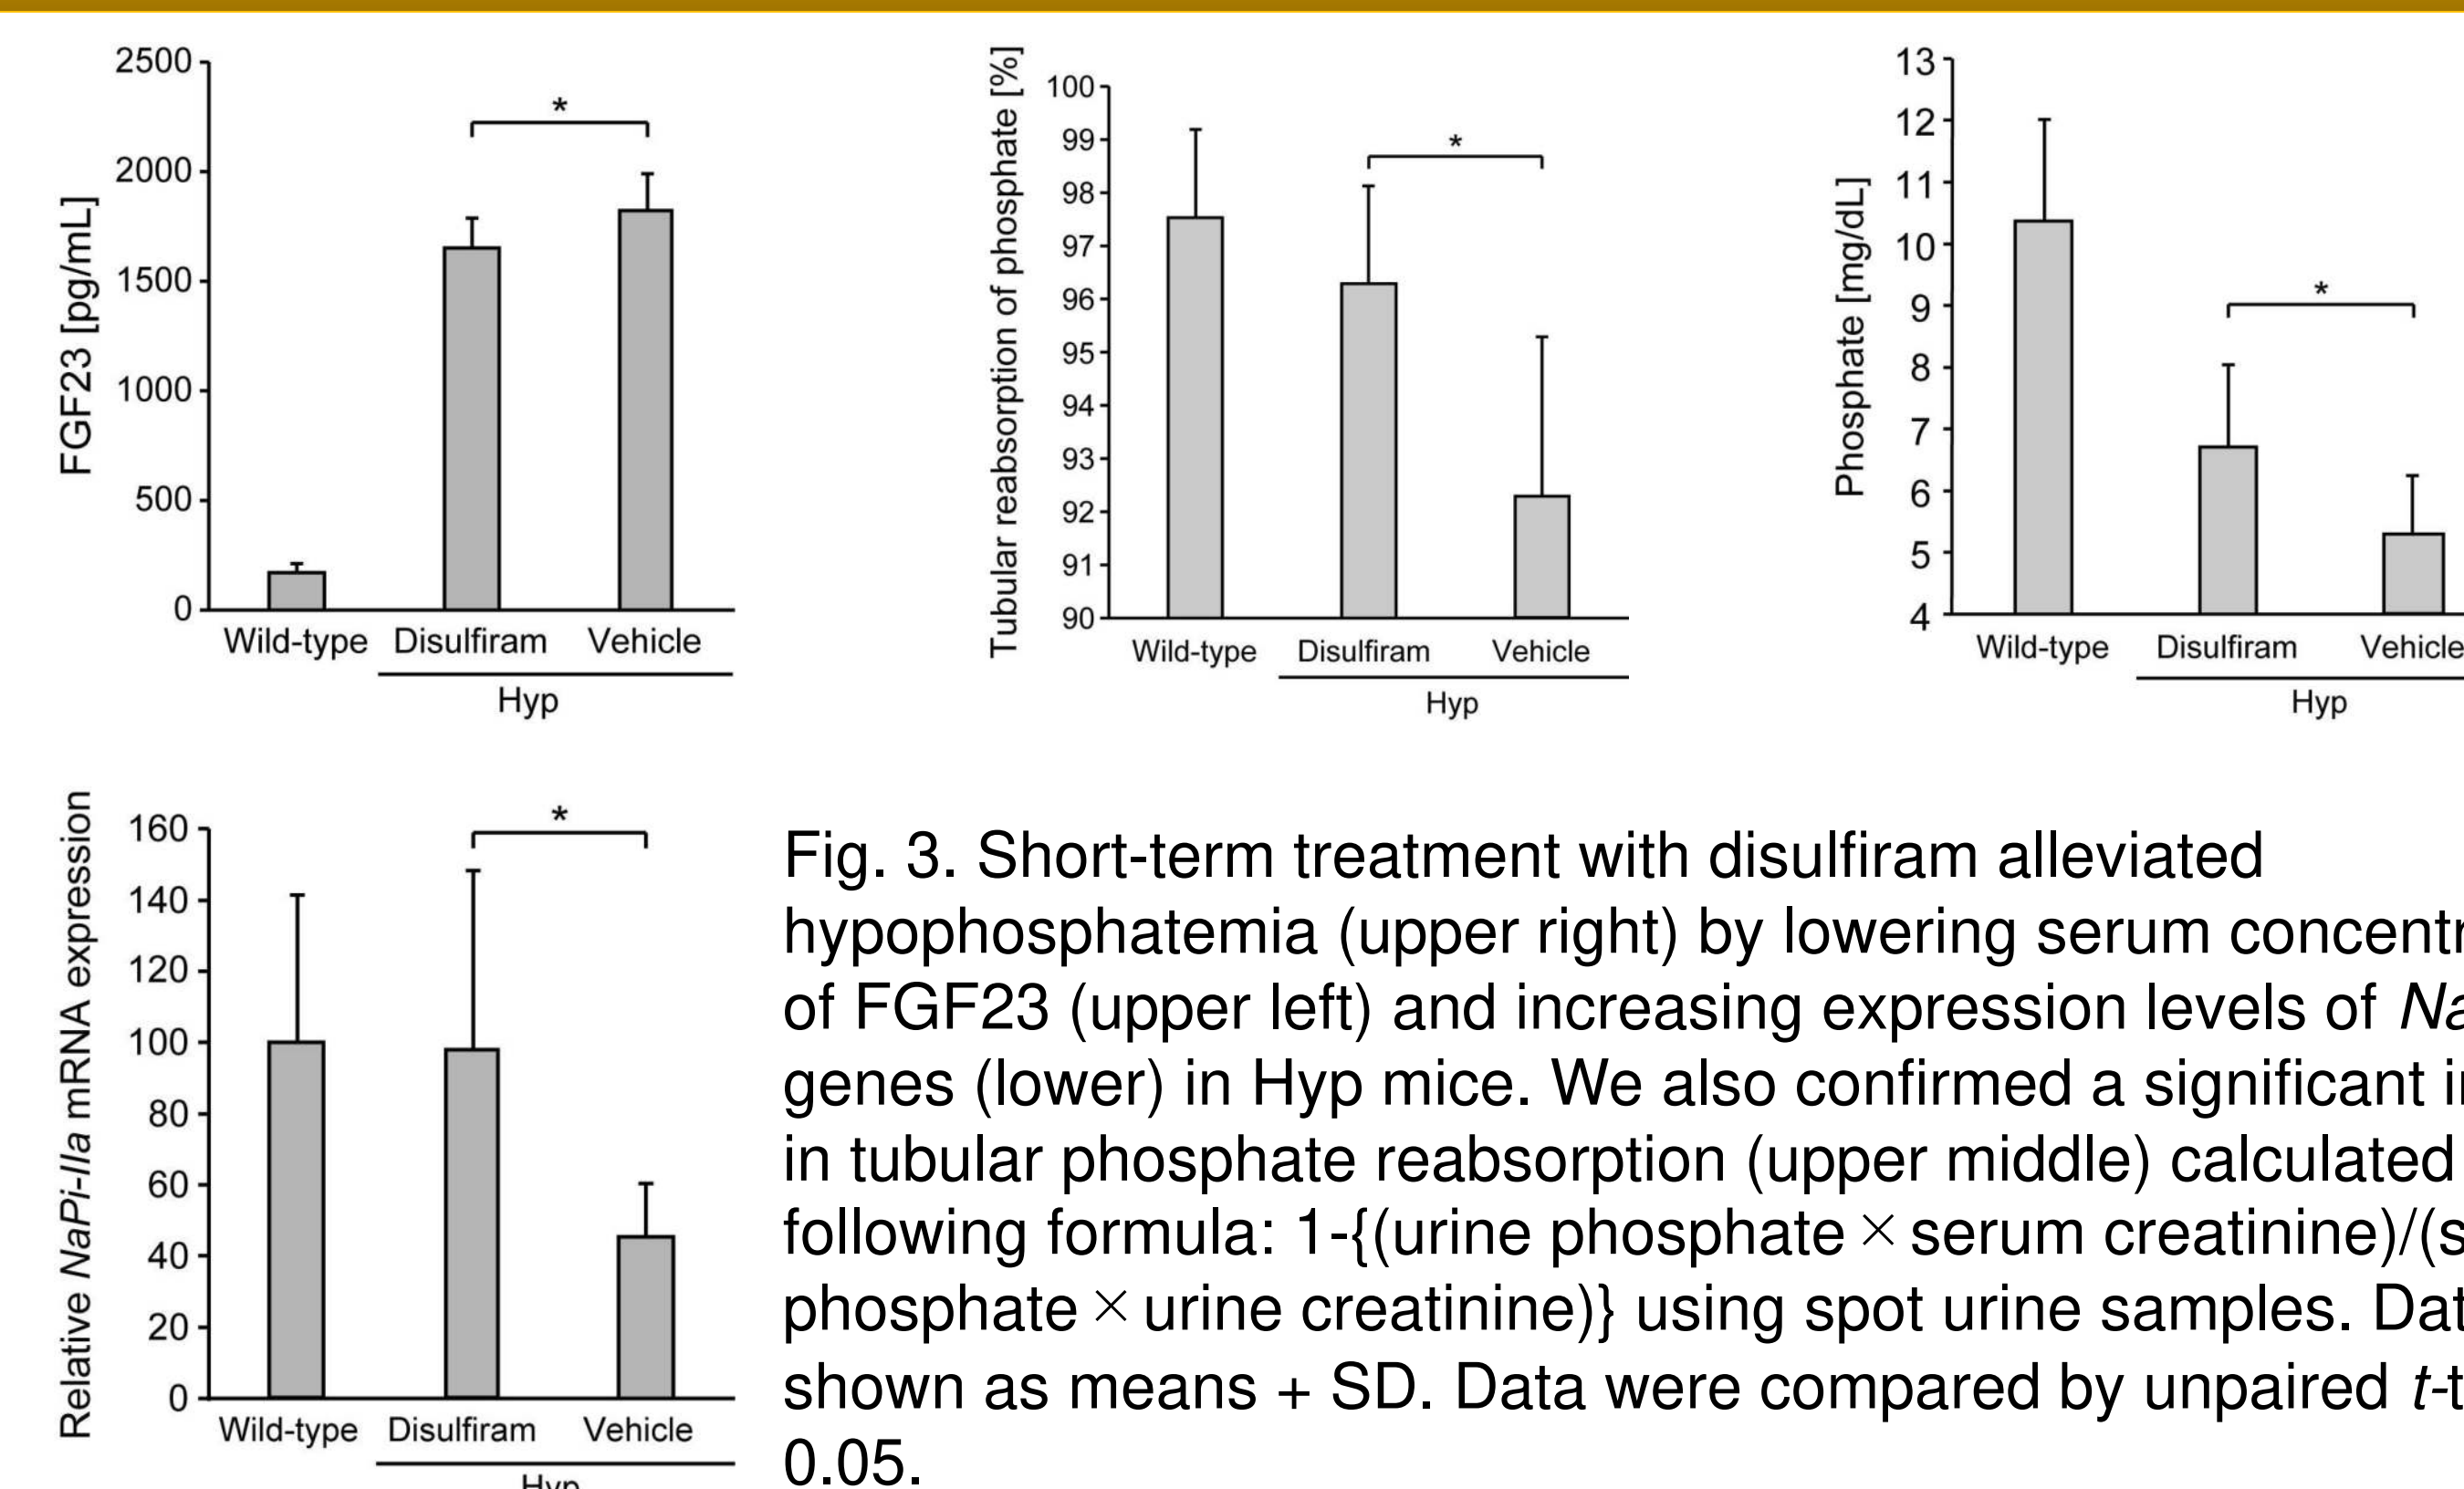 FGF23 [pg/mL]
2500
2000
1500
1000
500
0
*
Wild-type Disulfiram Vehicle
Hyp
Tubular reabsorption of phosphate [%]
100
99
98
97
96
95
94
93
92
91
90
*
Wild-type Disulfiram Vehicle
Hyp
Phosphate [mg/dL]
13
12
11
10
9
8
7
6
5
4
*
Wild-type Disulfiram Vehicle
Hyp
Relative NaPi-IIa mRNA expression
160
140
120
100
80
60
40
20
0
*
Wild-type Disulfiram Vehicle
Hyp
Fig. 3. Short-term treatment with disulfiram alleviated
hypophosphatemia (upper right) by lowering serum concentr
of FGF23 (upper left) and increasing expression levels of Na
genes (lower) in Hyp mice. We also confirmed a significant i
in tubular phosphate reabsorption (upper middle) calculated
following formula: 1-{(urine phosphate × serum creatinine)/(s
phosphate × urine creatinine)} using spot urine samples. Dat
shown as means + SD. Data were compared by unpaired t-t
0.05.